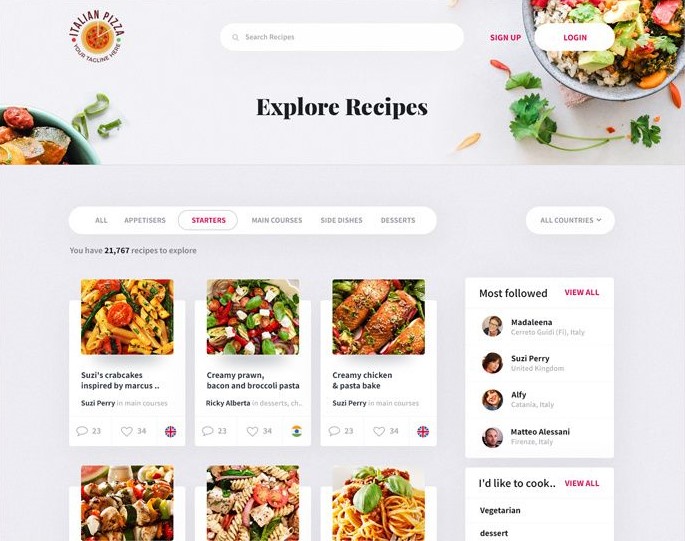 ITALIAN PIZZA
YOUR TAGLINE HERE
Search Recipes
SIGN UP
LOGIN
Explore Recipes
ALL
APPETISERS
STARTERS
MAIN COURSES
SIDE DISHES
DESSERTS
ALL COUNTRIES
You have 21,767 recipes to explore
Suzi's crabcakes
inspired by marcus ..
Suzi Perry in main courses
23
34
Creamy prawn,
bacon and broccoli pasta
Ricky Alberta in desserts, ch..
23
34
Creamy chicken
& pasta bake
Suzi Perry in main courses
23
34
Most followed
VIEW ALL
Madaleena
Cerreto Guidi (Fi), Italy
Suzi Perry
United Kingdom
Alfy
Catania, Italy
Matteo Alessani
Firenze, Italy
I'd like to cook..
VIEW ALL
Vegetarian
dessert